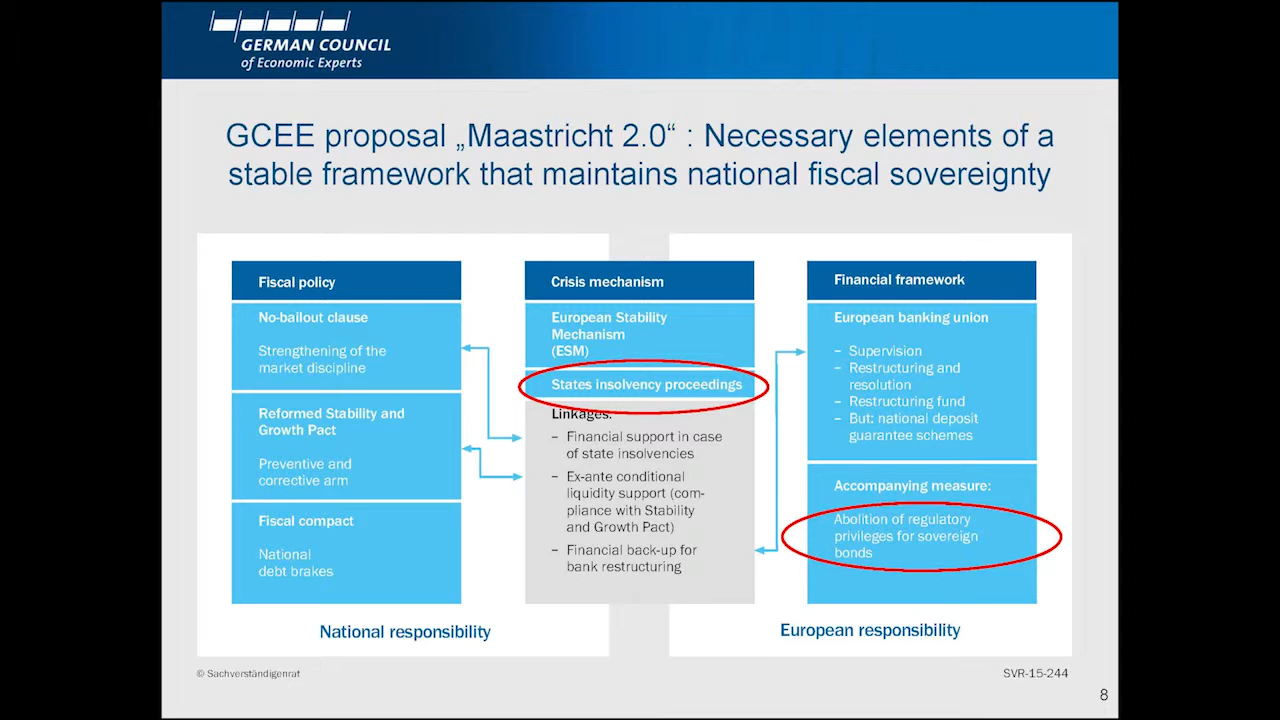 GERMAN COUNCIL
of Economic Experts
GCEE proposal „Maastricht 2.0“ : Necessary elements of a
stable framework that maintains national fiscal sovereignty
Fiscal policy
No-bailout clause
Strengthening of the
market discipline
Reformed Stability and
Growth Pact
Preventive and
corrective arm
Fiscal compact
National
debt brakes
National responsibility
Crisis mechanism
European Stability
Mechanism
(ESM)
States insolvency proceedings
Linkages:
– Financial support in case
of state insolvencies
– Ex-ante conditional
liquidity support (com-
pliance with Stability
and Growth Pact)
– Financial back-up for
bank restructuring
Financial framework
European banking union
– Supervision
– Restructuring and
resolution
– Restructuring fund
– But: national deposit
guarantee schemes
Accompanying measure:
Abolition of regulatory
privileges for sovereign
bonds
European responsibility
© Sachverständigenrat
SVR-15-244
8